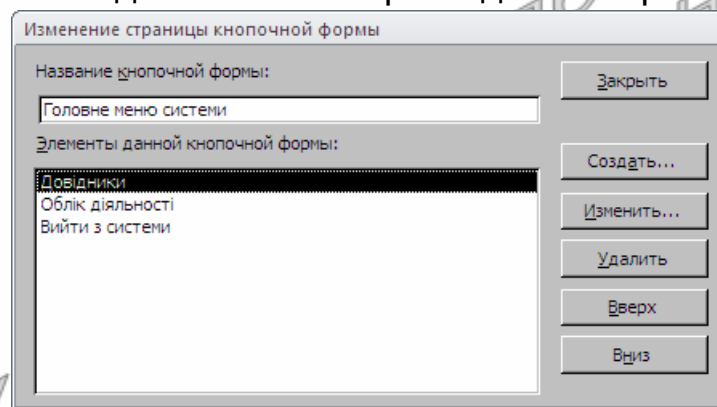 Изменение страницы кнопочной формы
Название кнопочной формы:
Закрыть
Головне меню системи
Элементы данной кнопочной формы:
Создать...
Довідники
Облік діяльності
Изменить...
Вийти з системи
Удалить
Вверх
Вниз